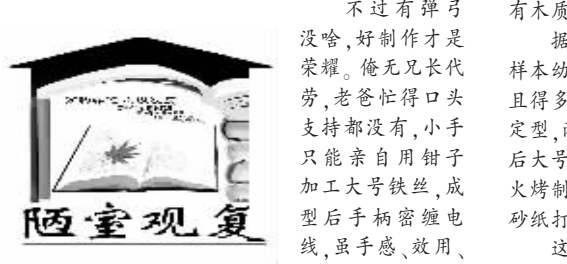 陋室观复
不过有弹弓
没啥,好制作才是
荣耀。俺无兄长代
劳,老爸忙得口头
支持都没有,小手
只能亲自用钳子
加工大号铁丝,成
型后手柄密缠电
线,虽手感、效用、
有木质
据
样本幼
且得多
定型,
后大号
火烤制
砂纸打
这